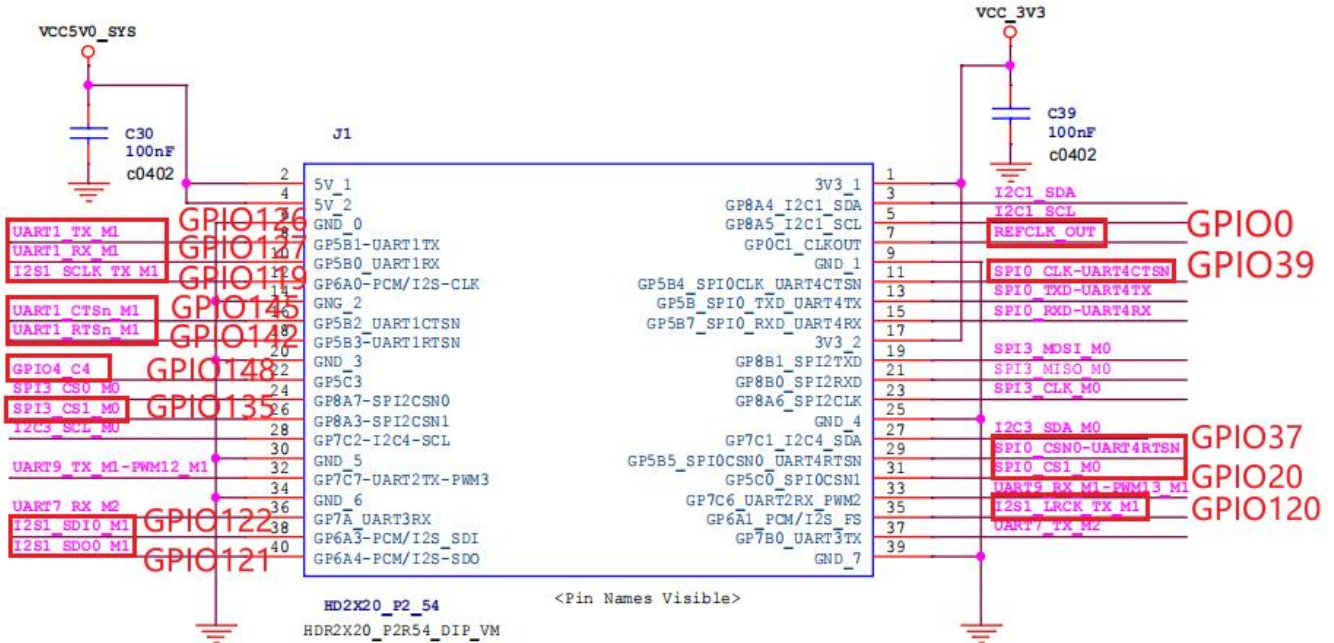 VCC5V0_SYS
VCC_3V3
C30
100nF
c0402
C39
100nF
c0402
J1
2
4
6
8
10
12
14
16
18
20
22
24
26
28
30
32
34
36
38
40
5V_1
5V_2
GND_0
GP5B1-UART1TX
GP5B0_UART1RX
GP6A0-PCM/I2S-CLK
GNG_2
GP5B2_UART1CTSN
GP5B3-UART1RTSN
GND_3
GP5C3
GP8A7-SPI2CSN0
GP8A3-SPI2CSN1
GP7C2-I2C4-SCL
GND_5
GP7C7-UART2TX-PWM3
GND_6
GP7A_UART3RX
GP6A3-PCM/I2S_SDI
GP6A4-PCM/I2S-SDO
3V3_1
GP8A4_I2C1_SDA
GP8A5_I2C1_SCL
GP0C1_CLKOUT
GND_1
GP5B4_SPI0CLK_UART4CTSN
GP5B_SPI0_TXD_UART4TX
GP5B7_SPI0_RXD_UART4RX
3V3_2
GP8B1_SPI2TXD
GP8B0_SPI2RXD
GP8A6_SPI2CLK
GND_4
GP7C1_I2C4_SDA
GP5B5_SPI0CSN0_UART4RTSN
GP5C0_SPI0CSN1
GP7C6_UART2RX_PWM2
GP6A1_PCM/I2S_FS
GP7B0_UART3TX
GND_7
1
3
5
7
9
11
13
15
17
19
21
23
25
27
29
31
33
35
37
39
UART1_TX_M1
GPIO126
UART1_RX_M1
GPIO127
I2S1_SCLK_TX_M1
GPIO119
UART1_CTSn_M1
GPIO145
UART1_RTSn_M1
GPIO142
GPIO4_C4
GPIO148
SPI3_CS0_M0
SPI3_CS1_M0
GPIO135
I2C3_SCL_M0
UART9_TX_M1-PWM12_M1
UART7_RX_M2
I2S1_SDI0_M1
GPIO122
I2S1_SDO0_M1
GPIO121
I2C1_SDA
I2C1_SCL
REFCLK_OUT
GPIO0
SPI0_CLK-UART4CTSN
GPIO39
SPI0_TXD-UART4TX
SPI0_RXD-UART4RX
SPI3_MOSI_M0
SPI3_MISO_M0
SPI3_CLK_M0
I2C3_SDA_M0
SPI0_CSN0-UART4RTSN
GPIO37
SPI0_CS1_M0
GPIO20
UART9_RX_M1-PWM13_M1
I2S1_LRCK_TX_M1
GPIO120
UART7_TX_M2
HD2X20_P2_54
<Pin Names Visible>
HDR2X20_P2R54_DIP_VM